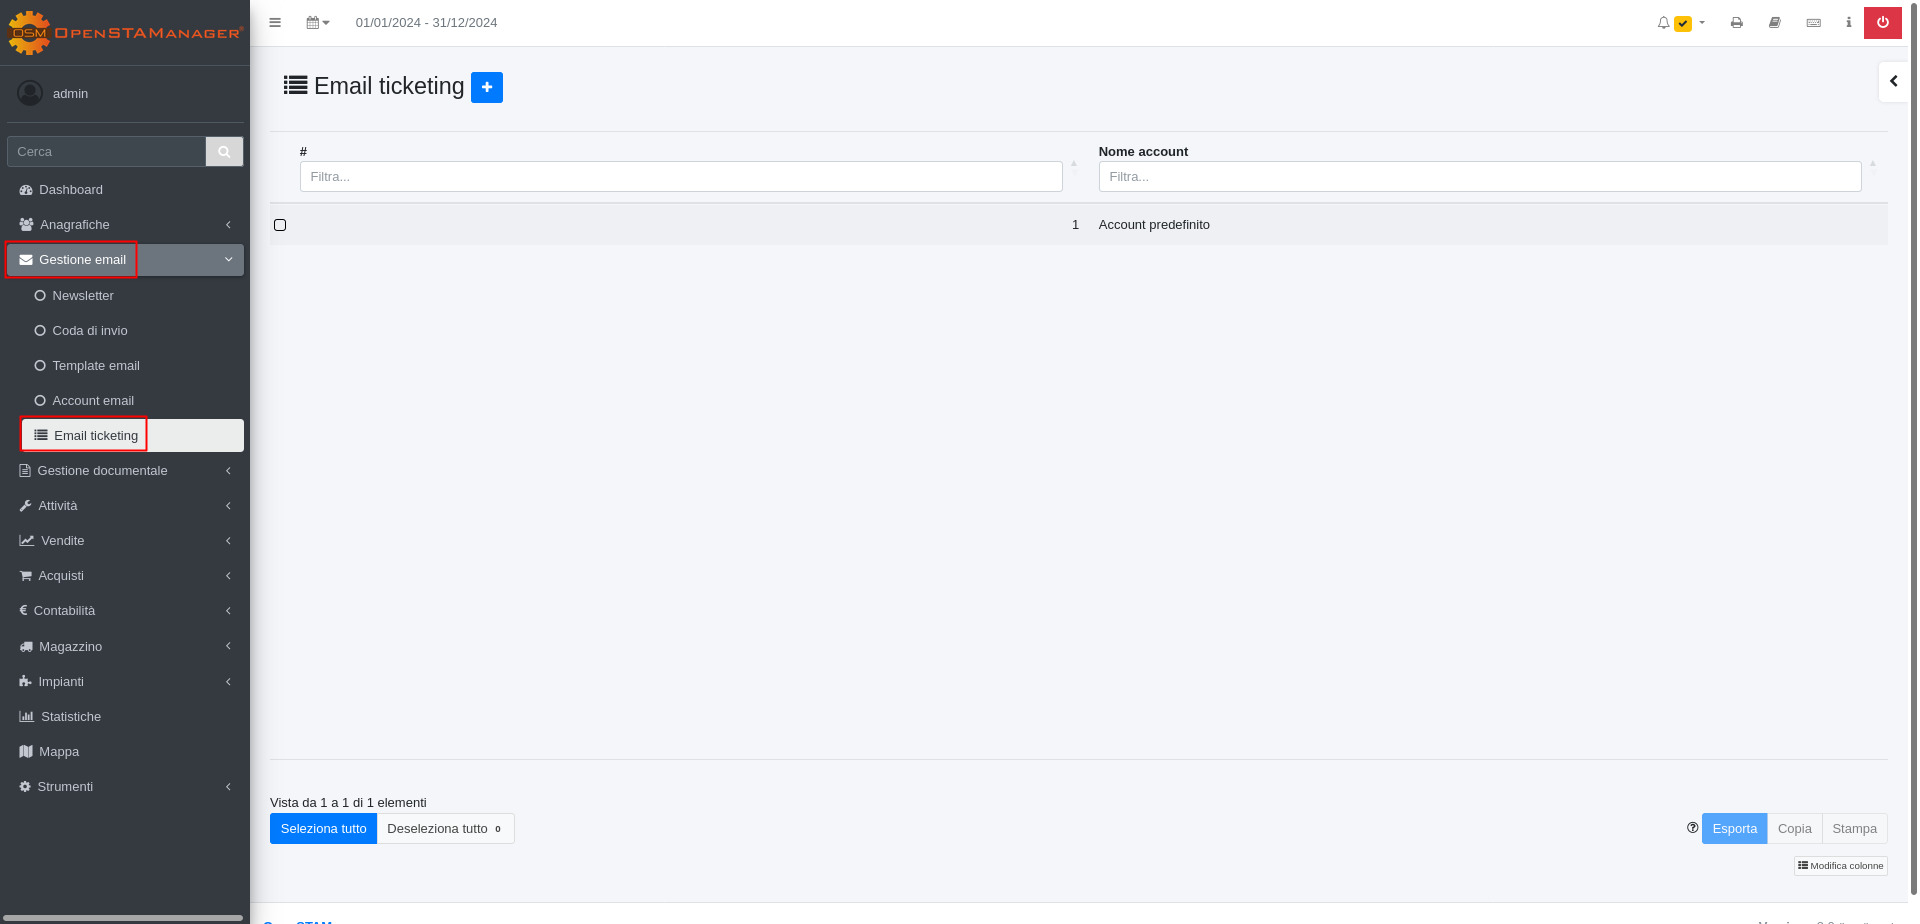 OSM OPENSTAMANAGER®
admin
Cerca
Dashboard
Anagrafiche
Gestione email
Newsletter
Coda di invio
Template email
Account email
Email ticketing
Gestione documentale
Attività
Vendite
Acquisti
Contabilità
Magazzino
Impianti
Statistiche
Mappa
Strumenti
01/01/2024 - 31/12/2024
Email ticketing
# Nome account
Filtra... Filtra...
1 Account predefinito
Vista da 1 a 1 di 1 elementi
Seleziona tutto Deseleziona tutto 0
Esporta Copia Stampa
Modifica colonne